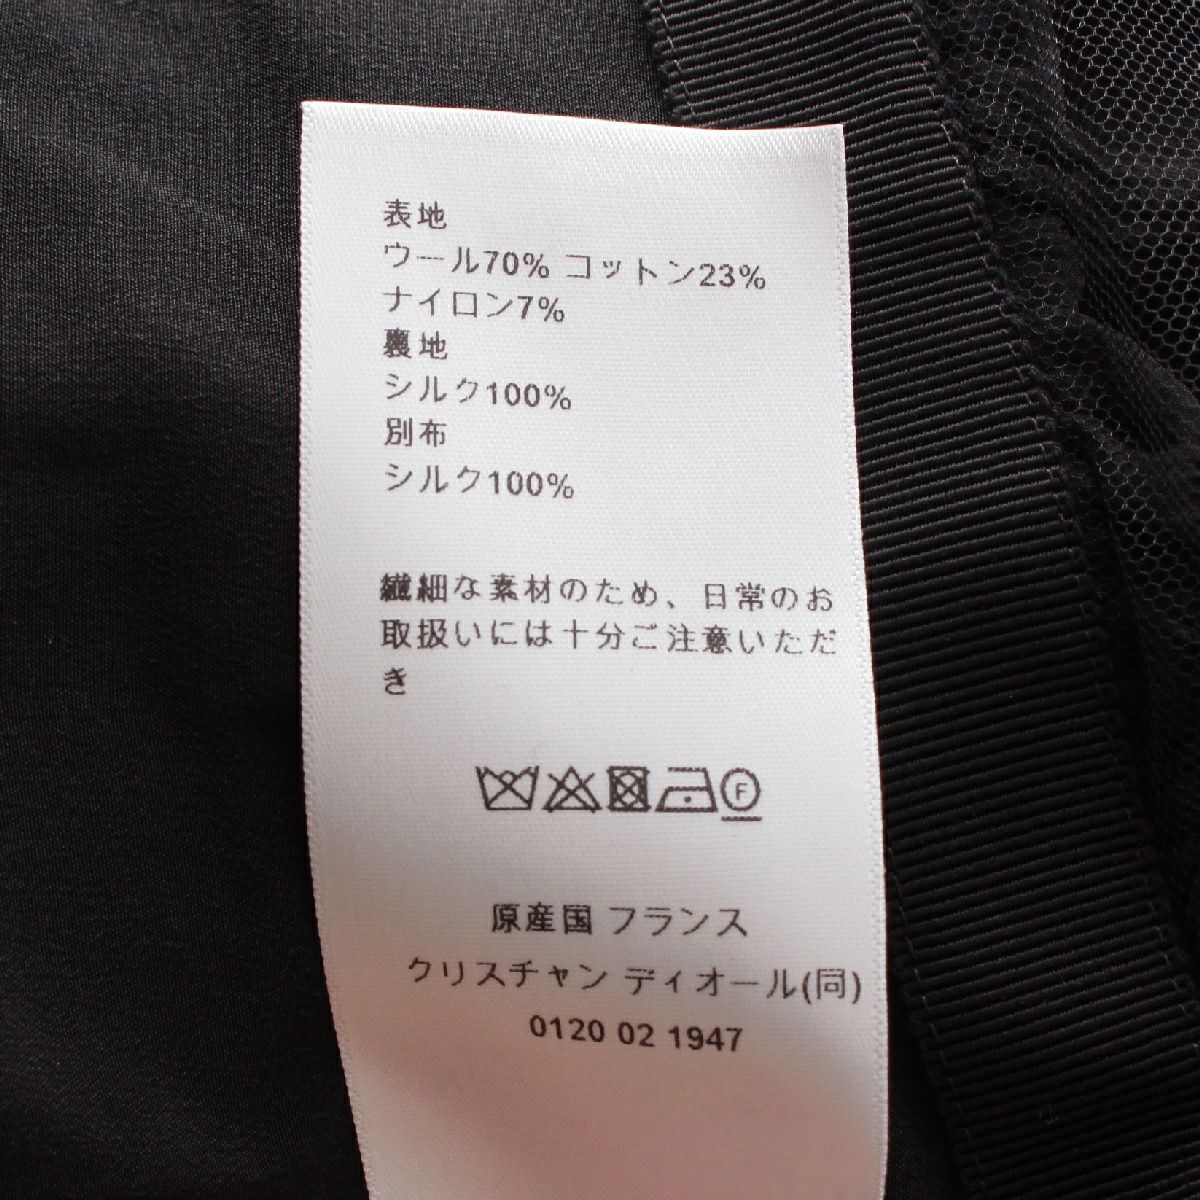 表地
ウール70% コットン23%
ナイロン7%
裏地
シルク100%
別布
シルク100%
繊細な素材のため、日常のお
取扱いには十分ご注意いただ
き
F
原産国 フランス
クリスチャン ディオール(同)
0120 02 1947